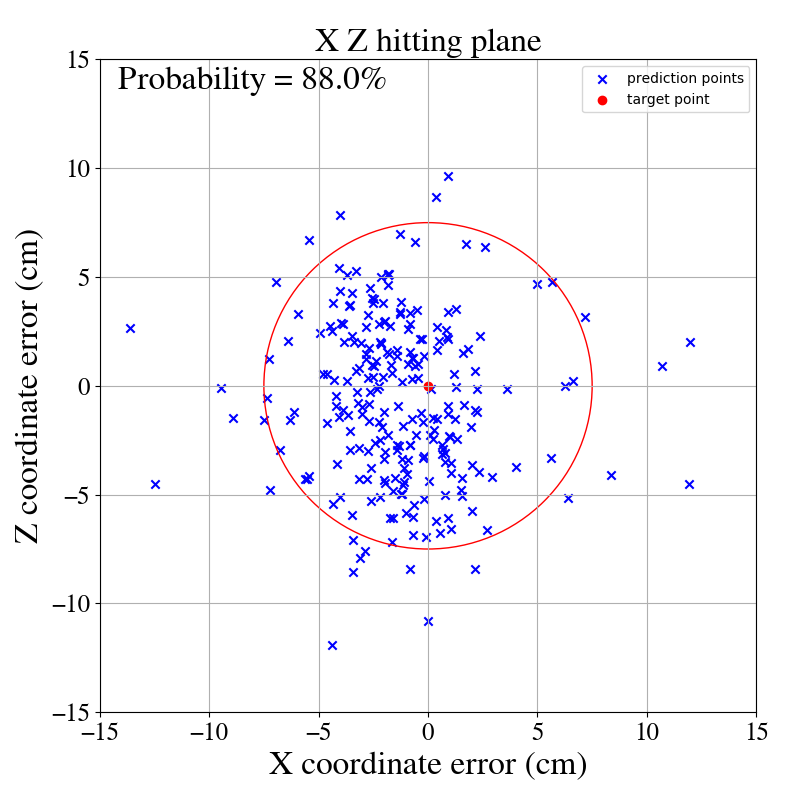 X Z hitting plane
Probability = 88.0%
prediction points
target point
15
10
5
0
−5
−10
−15
Z coordinate error (cm)
−15
−10
−5
0
5
10
15
X coordinate error (cm)